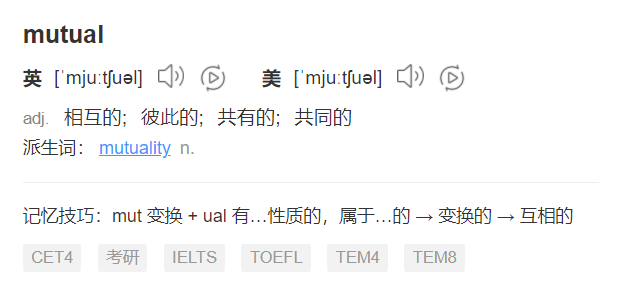 mutual
英 [ˈmjuːtʃuəl] 美 [ˈmjuːtʃuəl]
adj. 相互的；彼此的；共有的；共同的
派生词： mutuality n.
记忆技巧：mut 变换 + ual 有…性质的，属于…的 → 变换的 → 互相的
CET4 考研 IELTS TOEFL TEM4 TEM8